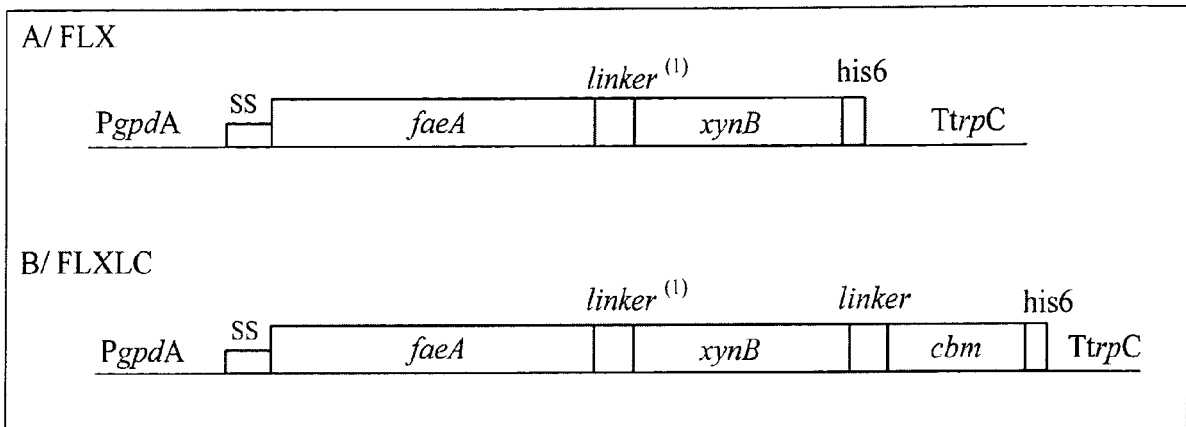 A/ FLX
linker (1) his6
PgpdA SS faeA xynB TtrpC
B/ FLXLC
linker (1) linker his6
PgpdA SS faeA xynB cbm TtrpC